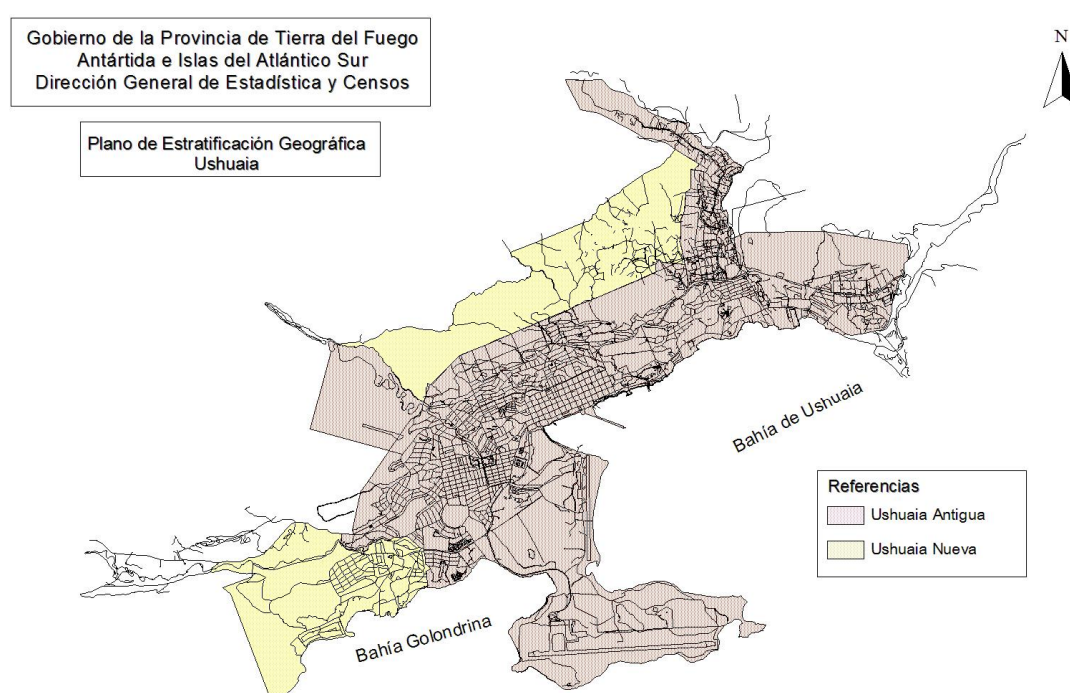 Gobierno de la Provincia de Tierra del Fuego
Antártida e Islas del Atlántico Sur
Dirección General de Estadística y Censos
Plano de Estratificación Geográfica
Ushuaia
N
Bahía de Ushuaia
Referencias
Ushuaia Antigua
Ushuaia Nueva
Bahía Golondrina